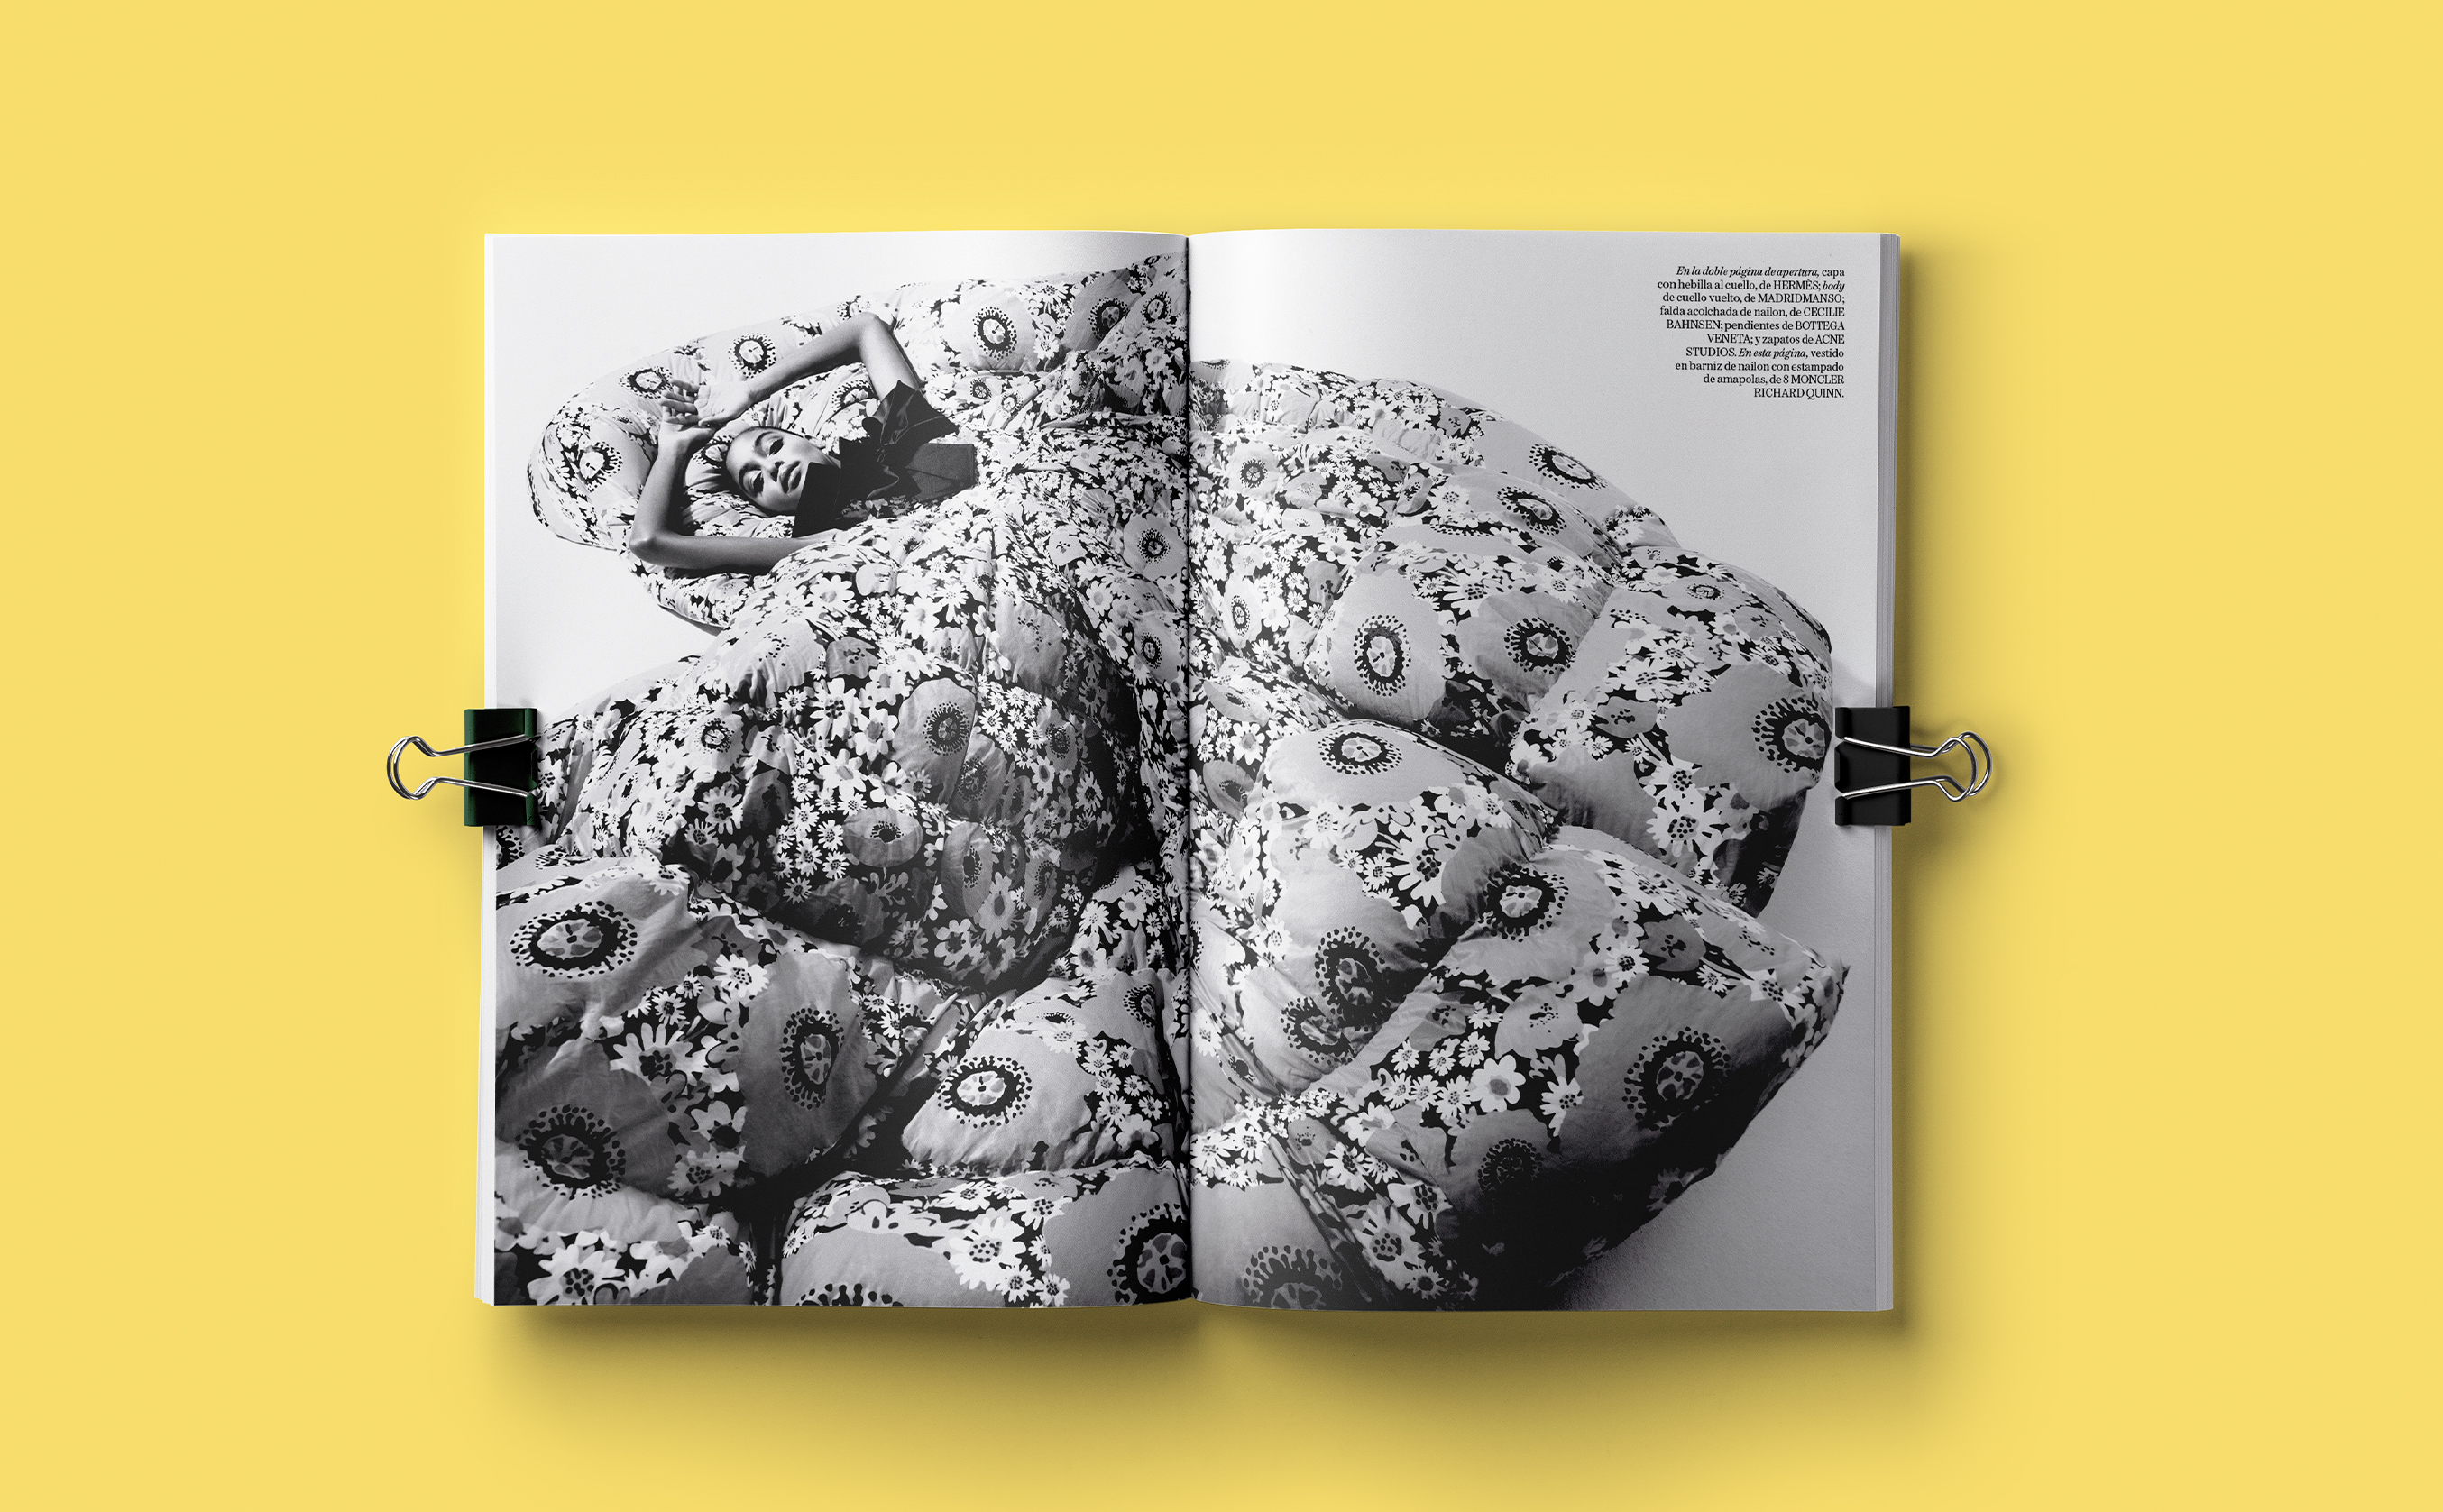 En la doble página de apertura, capa
con hebilla al cuello, de HERMÈS; body
de cuello vuelto, de MADRIDMANSO;
falda acolchada de nailon, de CECILIE
BAHNSEN; pendientes de BOTTEGA
VENETA; y zapatos de ACNE
STUDIOS. En esta página, vestido
en barniz de nailon con estampado
de amapolas, de 8 MONCLER
RICHARD QUINN.